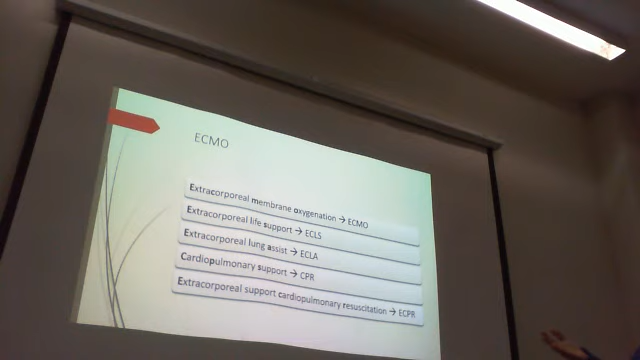 ECMO
Extracorporeal membrane oxygenation → ECMO
Extracorporeal life support → ECLS
Extracorporeal lung assist → ECLA
Cardiopulmonary support → CPR
Extracorporeal support cardiopulmonary resuscitation → ECPR